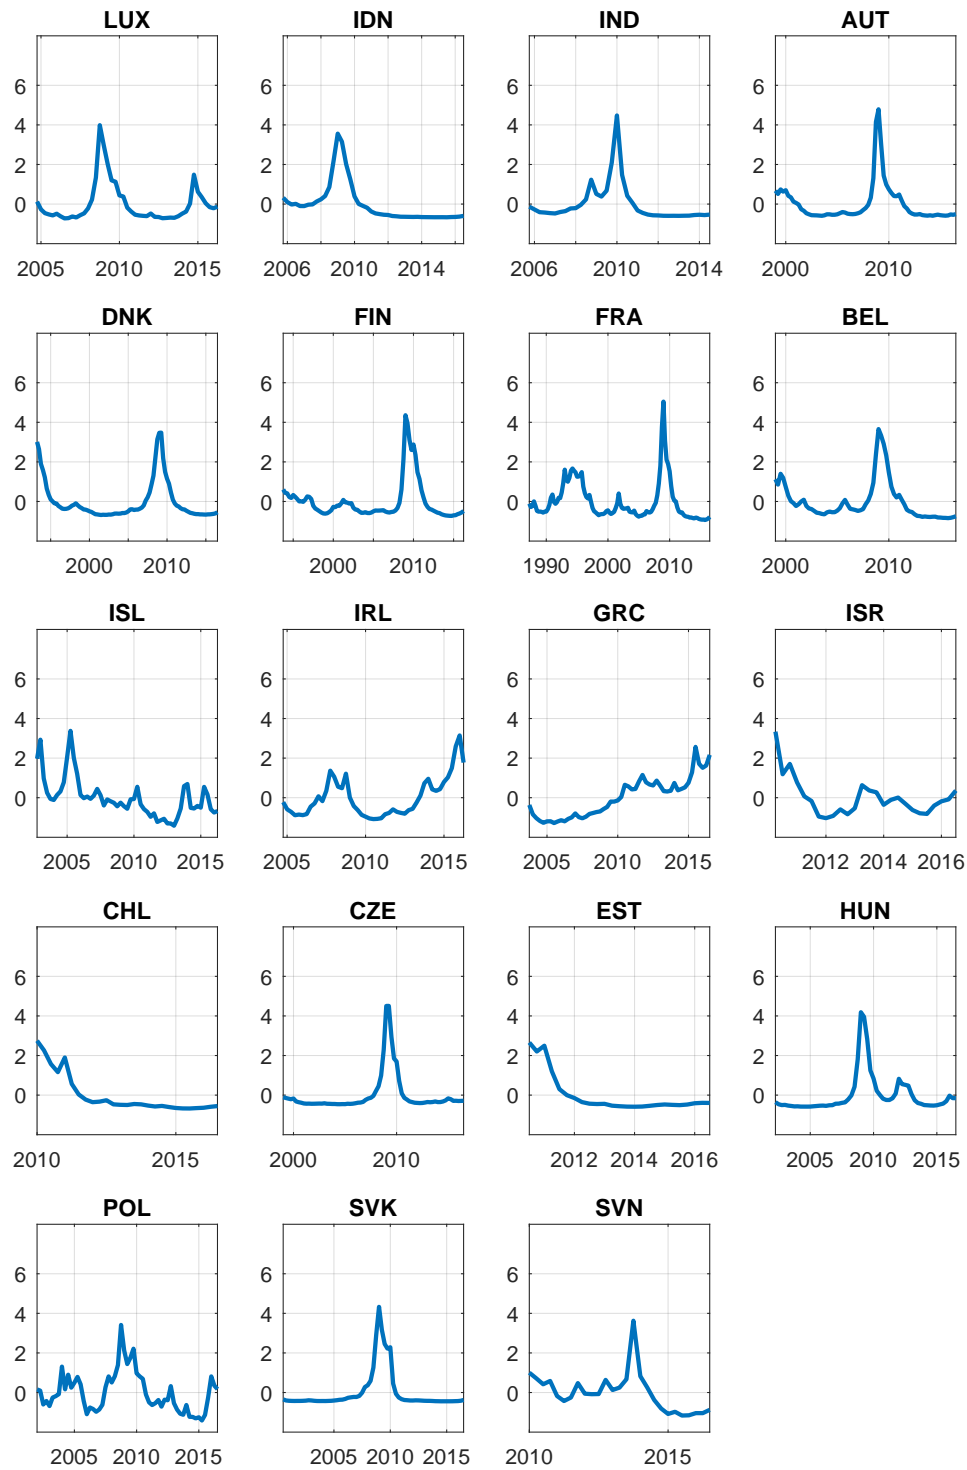 LUX IDN IND AUT
6 6 6 6
4 4 4 4
2 2 2 2
0 0 0 0
2005 2010 2015 2006 2010 2014 2006 2010 2014 2000 2010
DNK FIN FRA BEL
6 6 6 6
4 4 4 4
2 2 2 2
0 0 0 0
2000 2010 2000 2010 1990 2000 2010 2000 2010
ISL IRL GRC ISR
6 6 6 6
4 4 4 4
2 2 2 2
0 0 0 0
2005 2010 2015 2005 2010 2015 2005 2010 2015 2012 2014 2016
CHL CZE EST HUN
6 6 6 6
4 4 4 4
2 2 2 2
0 0 0 0
2010 2015 2000 2010 2012 2014 2016 2005 2010 2015
POL SVK SVN
6 6 6
4 4 4
2 2 2
0 0 0
2005 2010 2015 2005 2010 2015 2010 2015